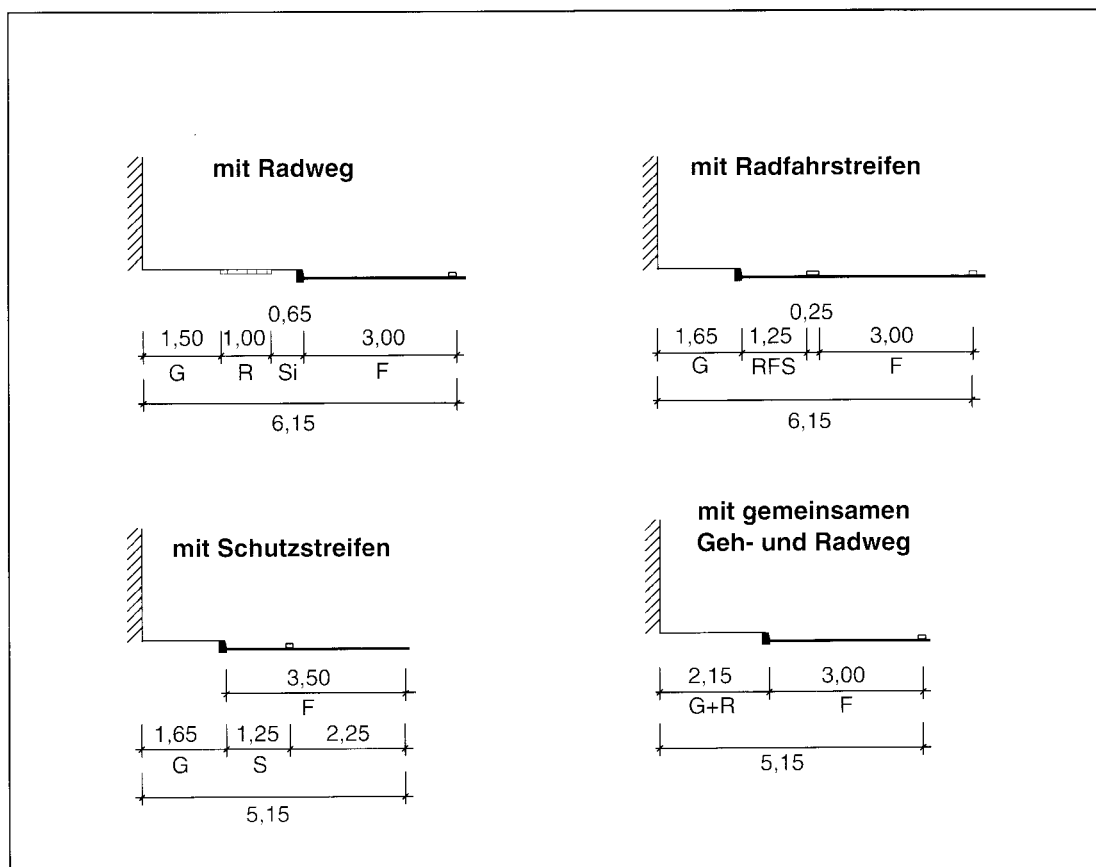 mit Radweg
0,65
1,50 1,00 3,00
G R Si F
6,15
mit Radfahrstreifen
0,25
1,65 1,25 3,00
G RFS F
6,15
mit Schutzstreifen
3,50
F
1,65 1,25 2,25
G S
5,15
mit gemeinsamen
Geh- und Radweg
2,15 3,00
G+R F
5,15